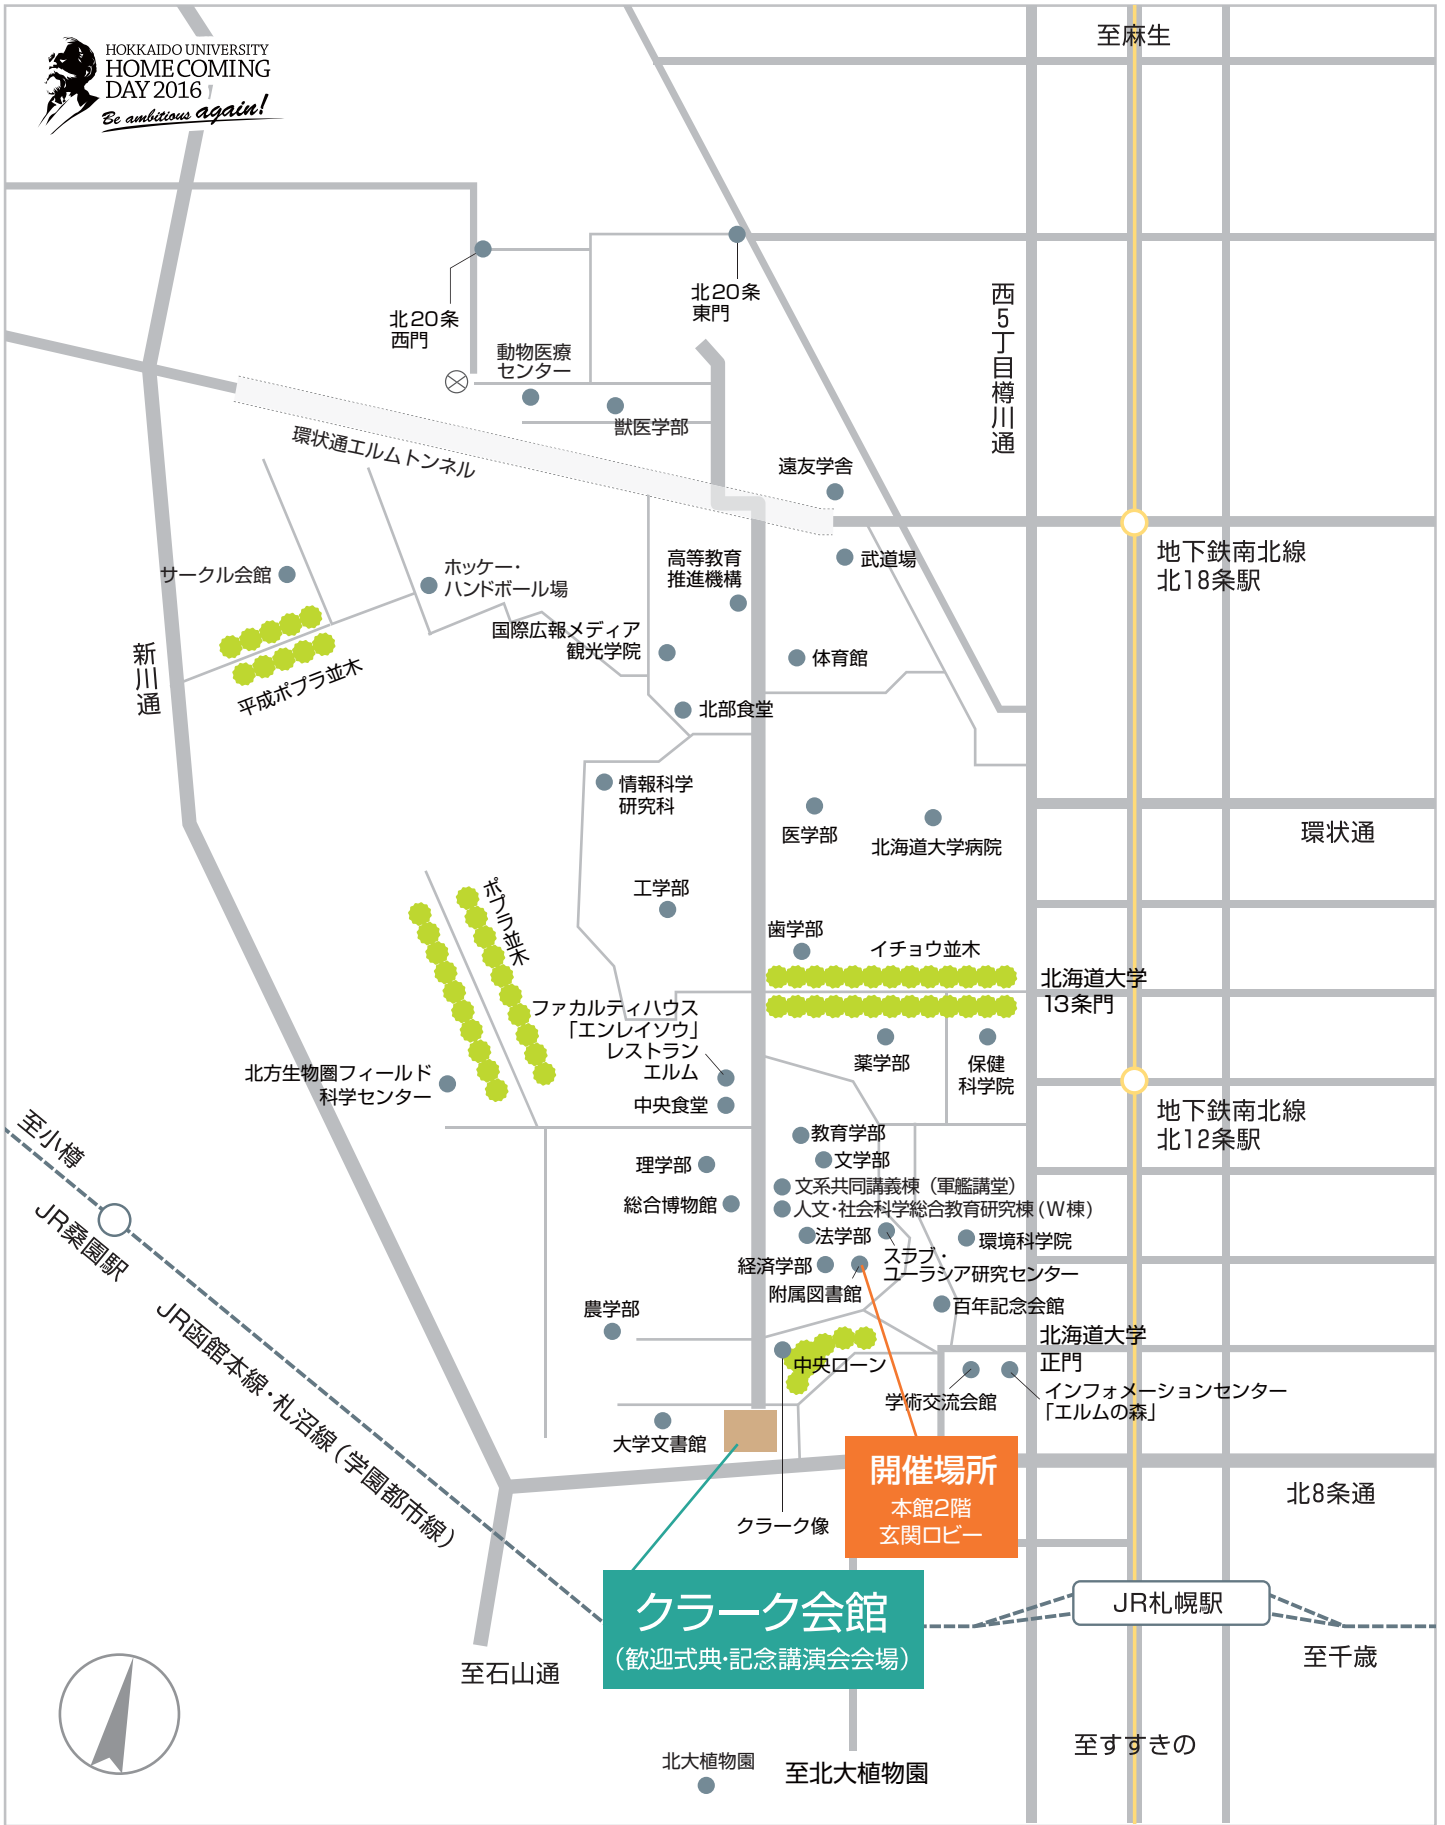 HOKKAIDO UNIVERSITY
HOME COMING
DAY 2016
Be ambitious again!
至麻生
北20条
西門
北20条
東門
西5丁目樽川通
動物医療
センター
獣医学部
環状通エルムトンネル
遠友学舎
地下鉄南北線
北18条駅
武道場
高等教育
推進機構
サークル会館
ホッケー・
ハンドボール場
国際広報メディア
観光学院
体育館
新川通
平成ポプラ並木
北部食堂
情報科学
研究科
医学部
北海道大学病院
環状通
工学部
ポプラ並木
歯学部
イチョウ並木
北海道大学
13条門
ファカルティハウス
「エンレイソウ」
レストラン
エルム
薬学部
保健
科学院
北方生物圏フィールド
科学センター
中央食堂
地下鉄南北線
北12条駅
至小樽
教育学部
文学部
理学部
文系共同講義棟（軍艦講堂）
総合博物館
人文・社会科学総合教育研究棟(W棟)
JR桑園駅
法学部
環境科学院
スラブ・
ユーラシア研究センター
経済学部
附属図書館
百年記念会館
農学部
JR函館本線・札沼線（学園都市線）
北海道大学
正門
中央ローン
学術交流会館
インフォメーションセンター
「エルムの森」
大学文書館
開催場所
本館2階
玄関ロビー
北8条通
クラーク像
クラーク会館
（歓迎式典・記念講演会会場）
JR札幌駅
至千歳
至石山通
至すすきの
北大植物園
至北大植物園